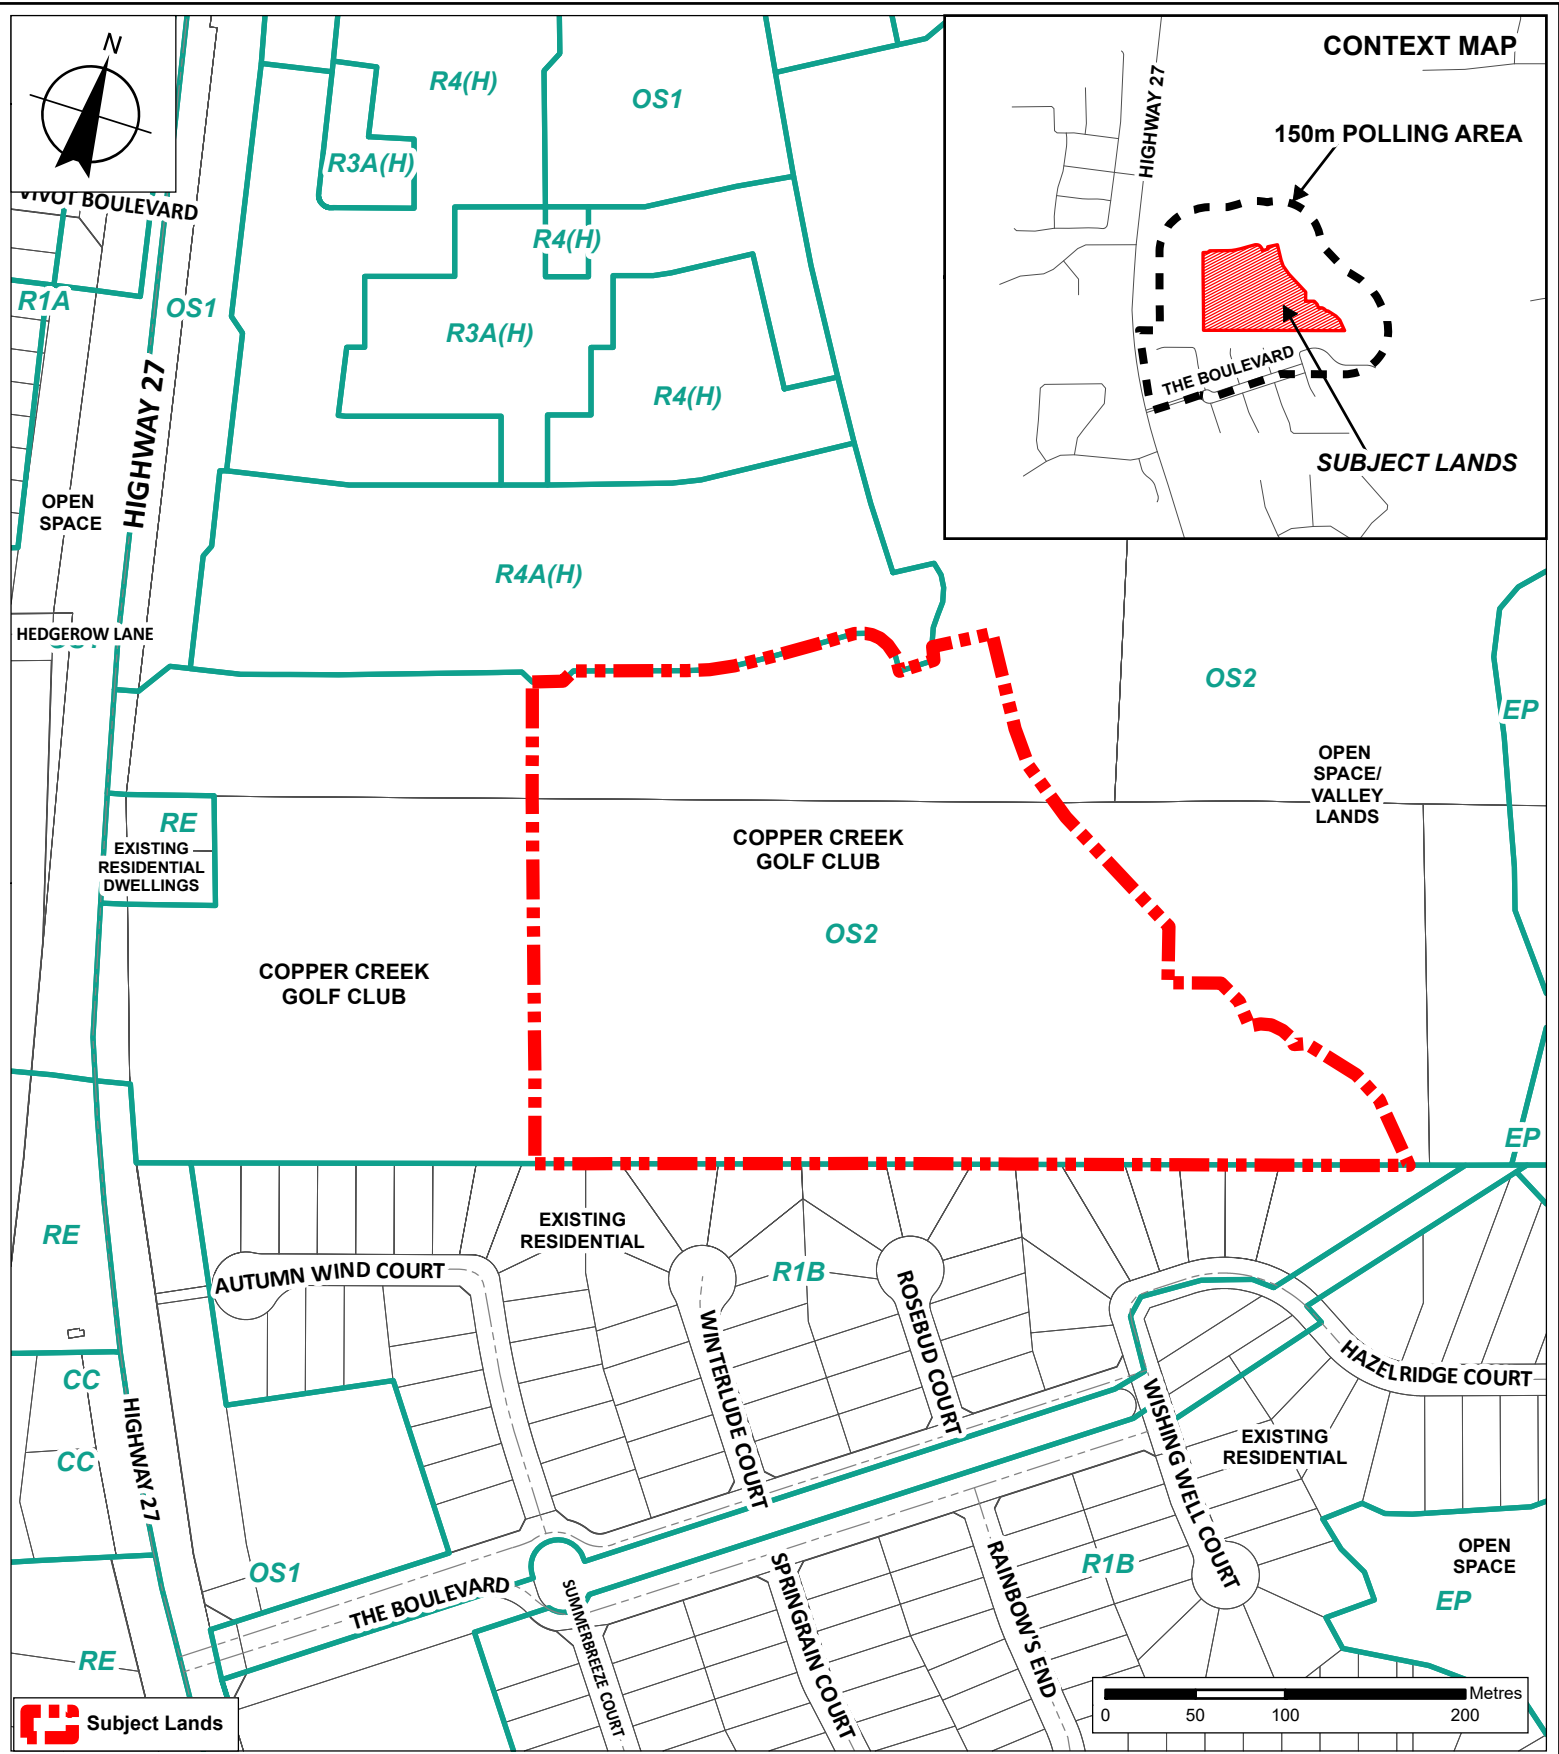 N
CONTEXT MAP
HIGHWAY 27
150m POLLING AREA
THE BOULEVARD
SUBJECT LANDS
R4(H)
OS1
R3A(H)
VIVOT BOULEVARD
R4(H)
R1A
OS1
R3A(H)
HIGHWAY 27
R4(H)
OPEN
SPACE
R4A(H)
HEDGEROW LANE
OS2
EP
OPEN
SPACE/
VALLEY
LANDS
RE
EXISTING
RESIDENTIAL
DWELLINGS
COPPER CREEK
GOLF CLUB
OS2
COPPER CREEK
GOLF CLUB
EP
RE
EXISTING
RESIDENTIAL
AUTUMN WIND COURT
R1B
WINTERLUDE COURT
ROSEBUD COURT
HAZELRIDGE COURT
CC
HIGHWAY 27
WISHING WELL COURT
CC
EXISTING
RESIDENTIAL
OS1
THE BOULEVARD
SUMMERBREEZE COURT
SPRINGRAIN COURT
RAINBOW'S END
R1B
OPEN
SPACE
EP
RE
Subject Lands
Metres
0 50 100 200